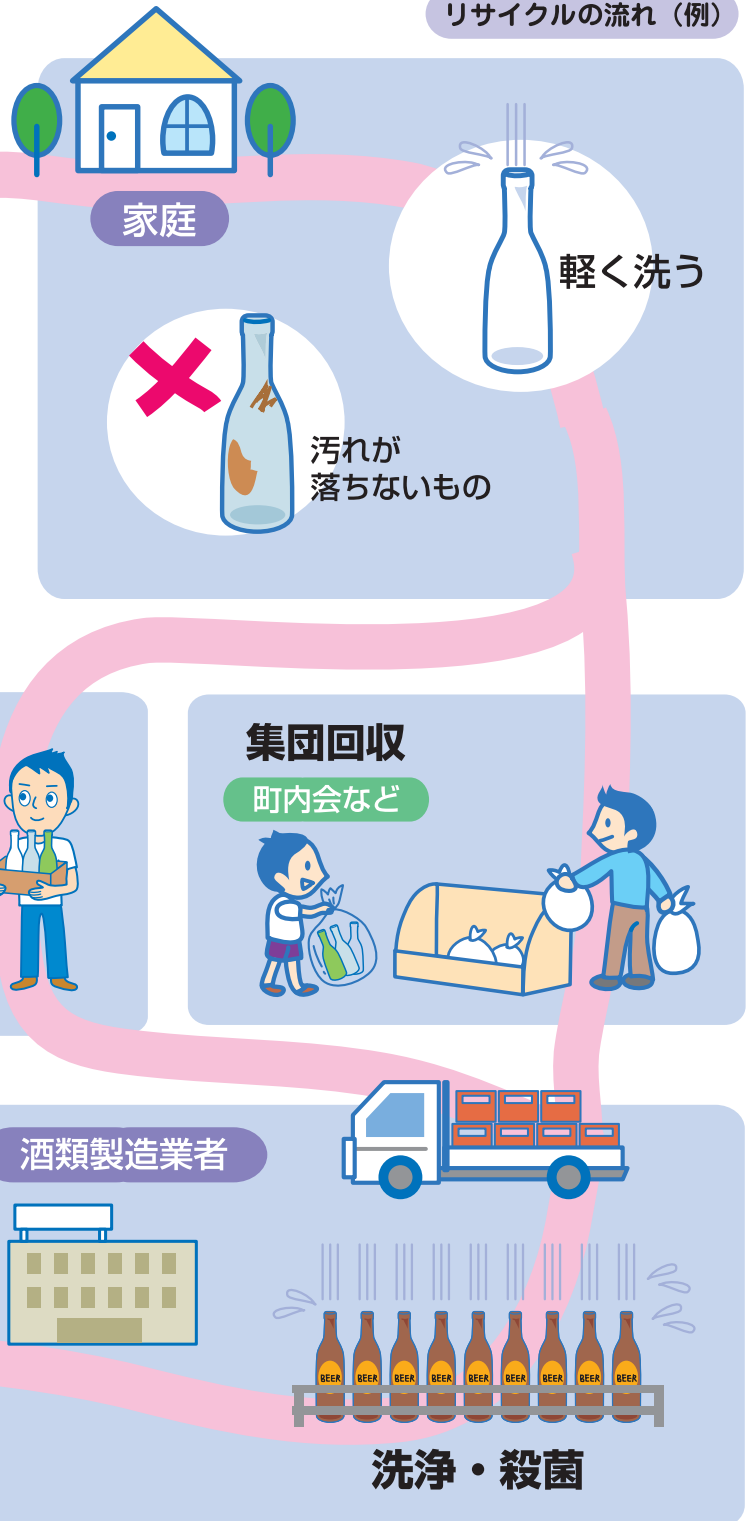 リサイクルの流れ（例）
家庭
軽く洗う
汚れが
落ちないもの
集団回収
町内会など
酒類製造業者
BEER BEER BEER BEER BEER BEER BEER BEER BEER
洗浄・殺菌